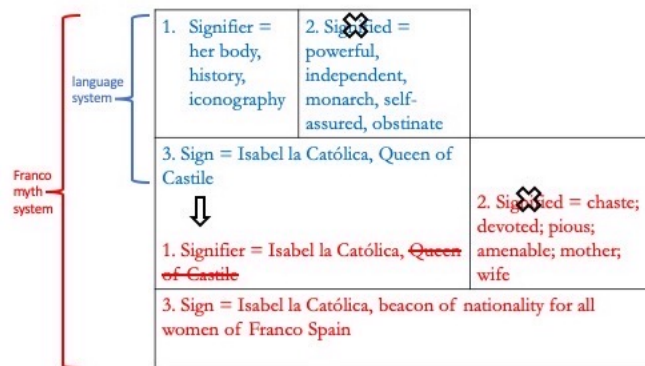 language
system
Franco
myth
system
1. Signifier =
her body,
history,
iconography
2. Signified =
powerful,
independent,
monarch, self-
assured, obstinate
3. Sign = Isabel la Católica, Queen of
Castile
1. Signifier = Isabel la Católica, Queen
of Castile
2. Signified = chaste;
devoted; pious;
amenable; mother;
wife
3. Sign = Isabel la Católica, beacon of nationality for all
women of Franco Spain